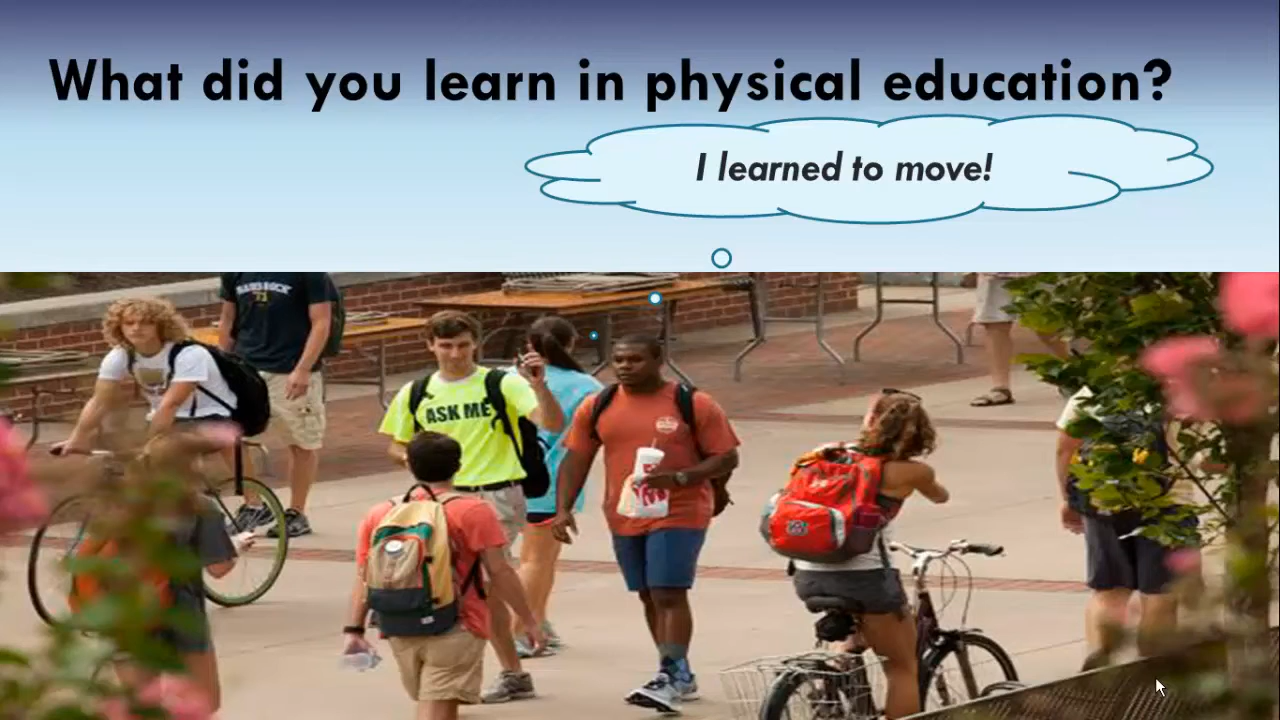 What did you learn in physical education?
I learned to move!
ASK ME